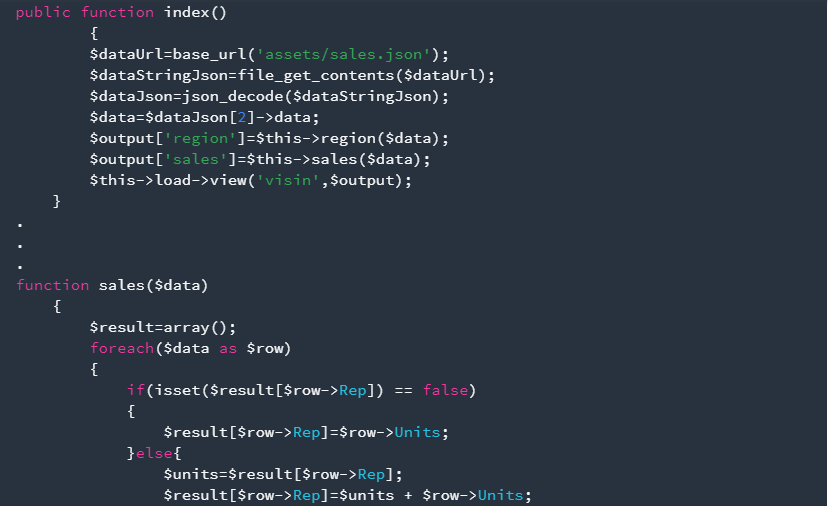 public function index()
{
$dataUrl=base_url('assets/sales.json');
$dataStringJson=file_get_contents($dataUrl);
$dataJson=json_decode($dataStringJson);
$data=$dataJson[2]->data;
$output['region']=$this->region($data);
$output['sales']=$this->sales($data);
$this->load->view('visin',$output);
}
.
.
.
function sales($data)
{
$result=array();
foreach($data as $row)
{
if(isset($result[$row->Rep]) == false)
{
$result[$row->Rep]=$row->Units;
}else{
$units=$result[$row->Rep];
$result[$row->Rep]=$units + $row->Units;